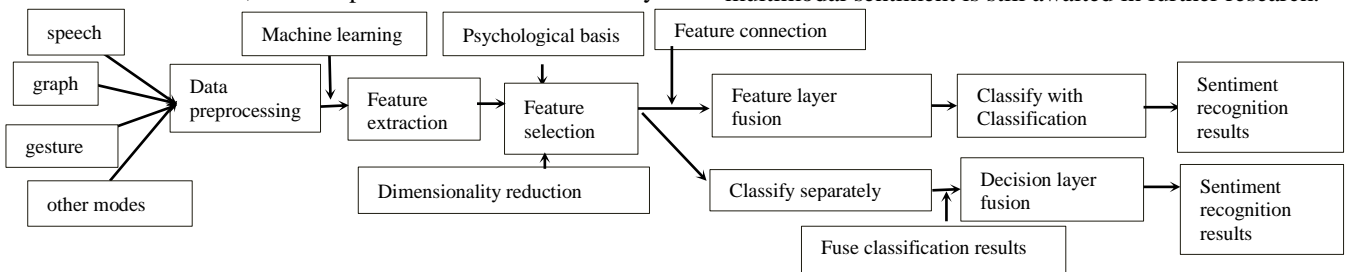 multimodal sentiment is still awaited in further research.
speech
graph
gesture
other modes
Machine learning
Data
preprocessing
Feature
extraction
Psychological basis
Feature
selection
Dimensionality reduction
Feature connection
Feature layer
fusion
Classify with
Classification
Sentiment
recognition
results
Classify separately
Fuse classification results
Decision layer
fusion
Sentiment
recognition
results